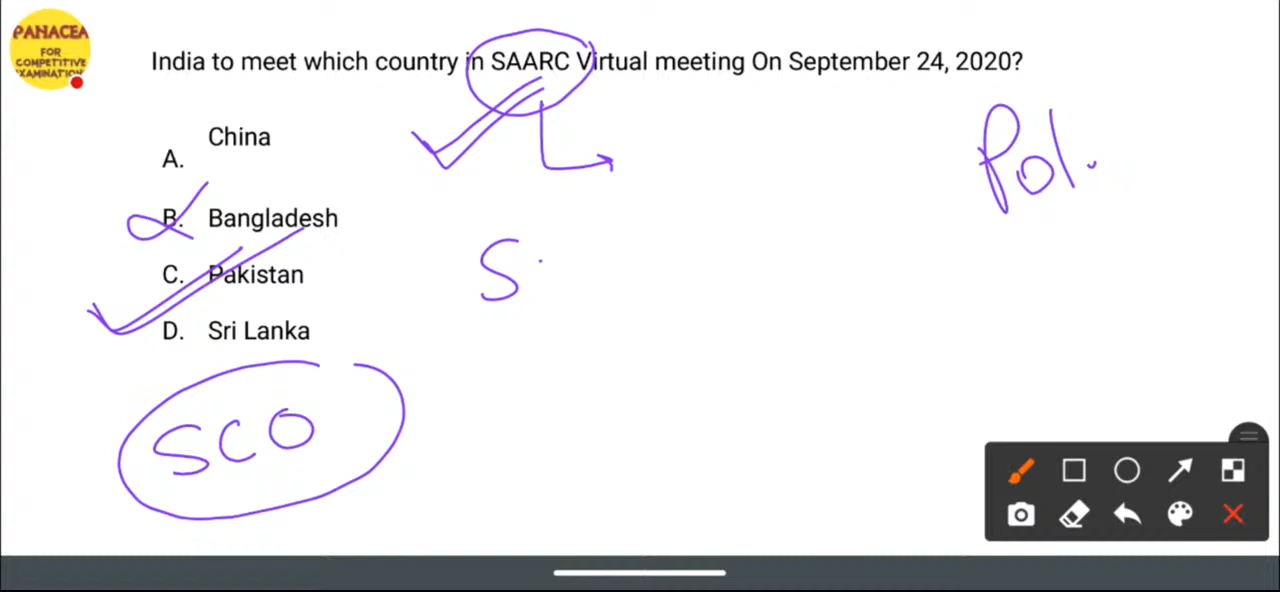 PANACEA
FOR
COMPETITIVE
EXAMINATION
India to meet which country in SAARC Virtual meeting On September 24, 2020?
A. China
B. Bangladesh
C. Pakistan
D. Sri Lanka
Pol.
S
SCO